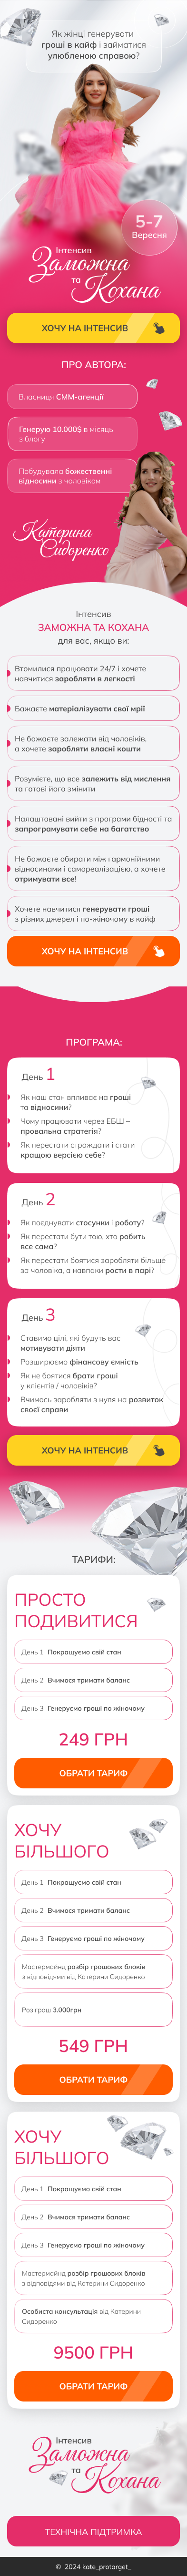 Як жінці генерувати
гроші в кайф і займатися
улюбленою справою?
5-7
Вересня
Інтенсив
Заможна
та
Кохана
ХОЧУ НА ІНТЕНСИВ
ПРО АВТОРА:
Власниця СММ-агенції
Генерую 10.000$ в місяць
з блогу
Побудувала божественні
відносини з чоловіком
Катерина
Сидоренко
Інтенсив
ЗАМОЖНА ТА КОХАНА
для вас, якщо ви:
Втомилися працювати 24/7 і хочете
навчитися заробляти в легкості
Бажаєте матеріалізувати свої мрії
Не бажаєте залежати від чоловіків,
а хочете заробляти власні кошти
Розумієте, що все залежить від мислення
та готові його змінити
Налаштовані вийти з програми бідності та
запрограмувати себе на багатство
Не бажаєте обирати між гармонійними
відносинами і самореалізацією, а хочете
отримувати все!
Хочете навчитися генерувати гроші
з різних джерел і по-жіночому в кайф
ХОЧУ НА ІНТЕНСИВ
ПРОГРАМА:
День 1
Як наш стан впливає на гроші
та відносини?
Чому працювати через ЕБШ –
провальна стратегія?
Як перестати страждати і стати
кращою версією себе?
День 2
Як поєднувати стосунки і роботу?
Як перестати бути тою, хто робить
все сама?
Як перестати боятися заробляти більше
за чоловіка, а навпаки рости в парі?
День 3
Ставимо цілі, які будуть вас
мотивувати діяти
Розширюємо фінансову ємність
Як не боятися брати гроші
у клієнтів / чоловіків?
Вчимось заробляти з нуля на розвиток
своєї справи
ХОЧУ НА ІНТЕНСИВ
ТАРИФИ:
ПРОСТО
ПОДИВИТИСЯ
День 1 Покращуємо свій стан
День 2 Вчимося тримати баланс
День 3 Генеруємо гроші по жіночому
249 ГРН
ОБРАТИ ТАРИФ
ХОЧУ
БІЛЬШОГО
День 1 Покращуємо свій стан
День 2 Вчимося тримати баланс
День 3 Генеруємо гроші по жіночому
Мастермайнд розбір грошових блоків
з відповідями від Катерини Сидоренко
Розіграш 3.000грн
549 ГРН
ОБРАТИ ТАРИФ
ХОЧУ
БІЛЬШОГО
День 1 Покращуємо свій стан
День 2 Вчимося тримати баланс
День 3 Генеруємо гроші по жіночому
Мастермайнд розбір грошових блоків
з відповідями від Катерини Сидоренко
Особиста консультація від Катерини
Сидоренко
9500 ГРН
ОБРАТИ ТАРИФ
Інтенсив
Заможна
та
Кохана
ТЕХНІЧНА ПІДТРИМКА
© 2024 kate_protarget_